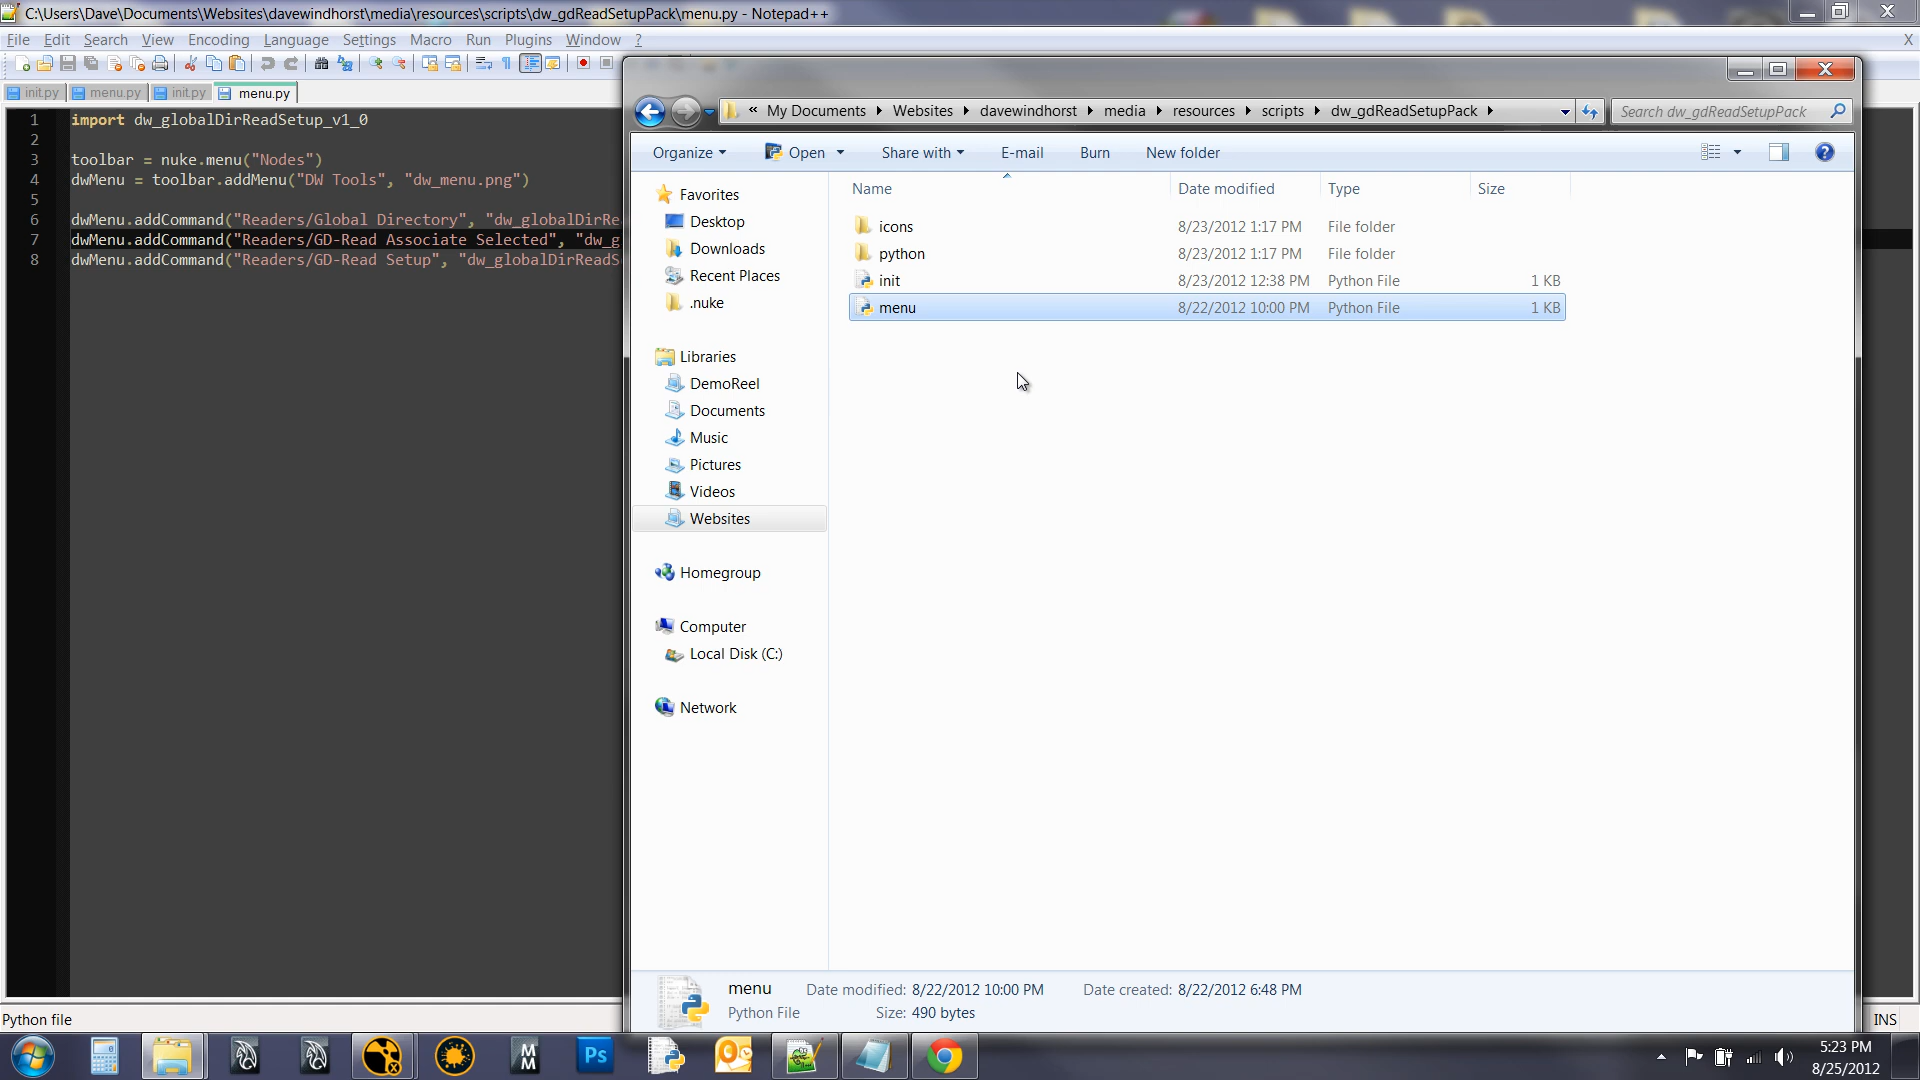 C:\Users\Dave\Documents\Websites\davewindhorst\media\resources\scripts\dw_gdReadSetupPack\menu.py - Notepad++
File Edit Search View Encoding Language Settings Macro Run Plugins Window ?
X
init.py menu.py init.py menu.py
1 import dw_globalDirReadSetup_v1_0
2
3 toolbar = nuke.menu("Nodes")
4 dwMenu = toolbar.addMenu("DW Tools", "dw_menu.png")
5
6 dwMenu.addCommand("Readers/Global Directory", "dw_globalDirRe
7 dwMenu.addCommand("Readers/GD-Read Associate Selected", "dw_g
8 dwMenu.addCommand("Readers/GD-Read Setup", "dw_globalDirReadS
« My Documents Websites davewindhorst media resources scripts dw_gdReadSetupPack
Search dw_gdReadSetupPack
Organize Open Share with E-mail Burn New folder
Favorites
Desktop
Downloads
Recent Places
.nuke
Libraries
DemoReel
Documents
Music
Pictures
Videos
Websites
Homegroup
Computer
Local Disk (C:)
Network
Name Date modified Type Size
icons 8/23/2012 1:17 PM File folder
python 8/23/2012 1:17 PM File folder
init 8/23/2012 12:38 PM Python File 1 KB
menu 8/22/2012 10:00 PM Python File 1 KB
menu Date modified: 8/22/2012 10:00 PM Date created: 8/22/2012 6:48 PM
Python File Size: 490 bytes
Python file
INS
M
M
Ps
5:23 PM
8/25/2012